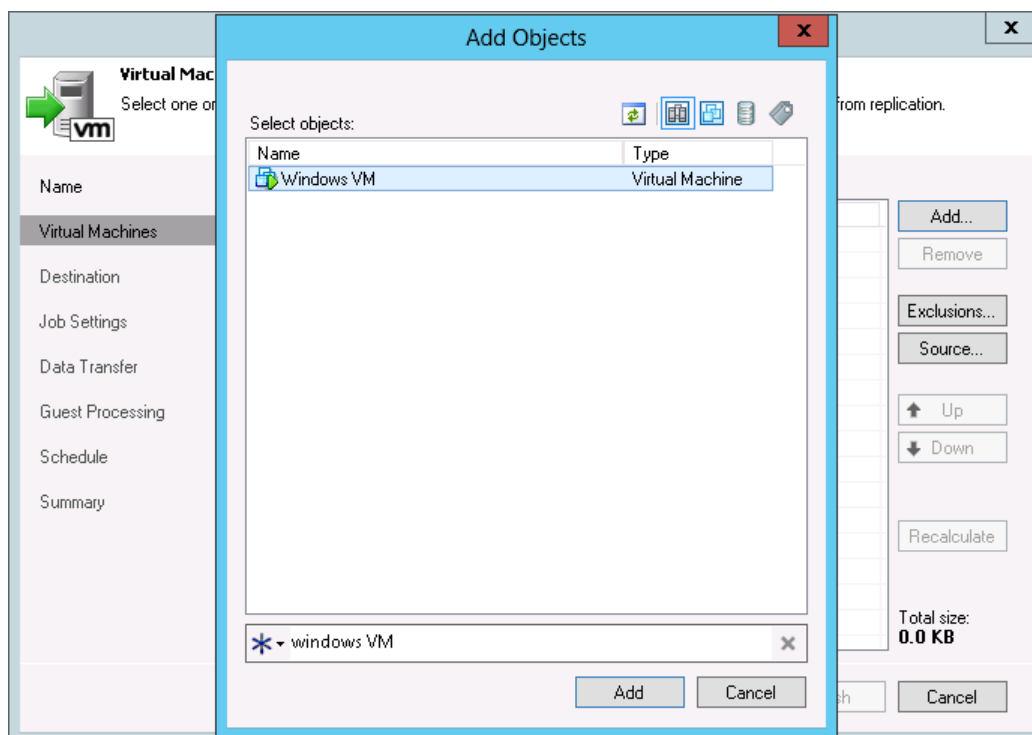 Add Objects
x
x
Virtual Mac
Select one or
from replication.
vm
Select objects:
Name
Type
Windows VM
Virtual Machine
Name
Virtual Machines
Destination
Job Settings
Data Transfer
Guest Processing
Schedule
Summary
Add...
Remove
Exclusions...
Source...
Up
Down
Recalculate
Total size:
0.0 KB
windows VM
Add
Cancel
sh
Cancel